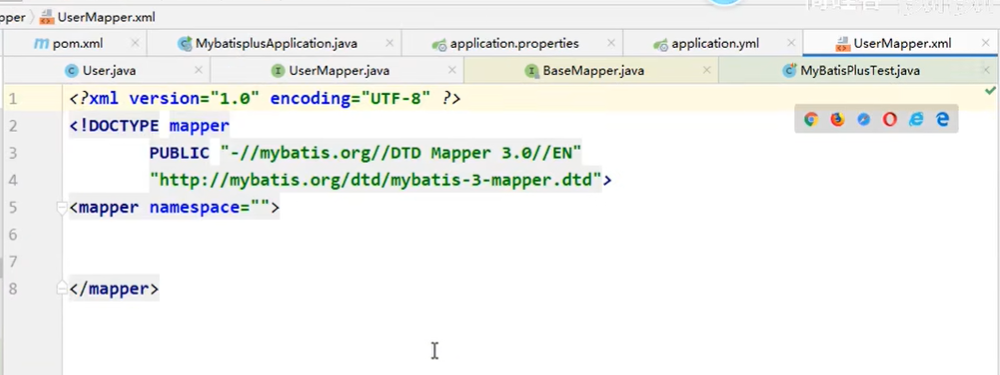 pper UserMapper.xml
pom.xml MybatisplusApplication.java application.properties application.yml UserMapper.xml
User.java UserMapper.java BaseMapper.java MyBatisPlusTest.java
1 <?xml version="1.0" encoding="UTF-8" ?>
2 <!DOCTYPE mapper
3 PUBLIC "-//mybatis.org//DTD Mapper 3.0//EN"
4 "http://mybatis.org/dtd/mybatis-3-mapper.dtd">
5 <mapper namespace="">
6
7
8 </mapper>